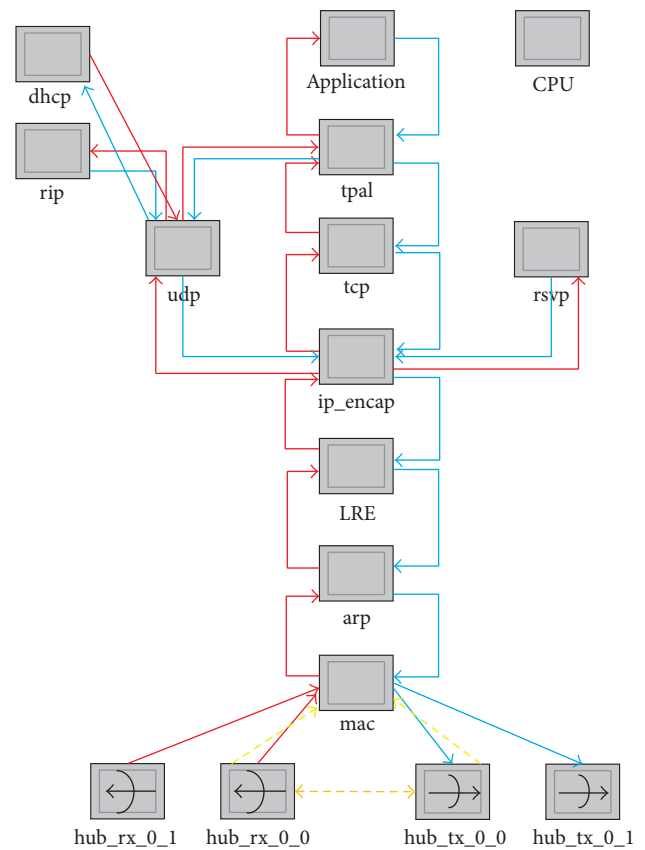 Application
CPU
dhcp
tpal
rip
udp
tcp
rsvp
ip_encap
LRE
arp
mac
hub_rx_0_1
hub_rx_0_0
hub_tx_0_0
hub_tx_0_1